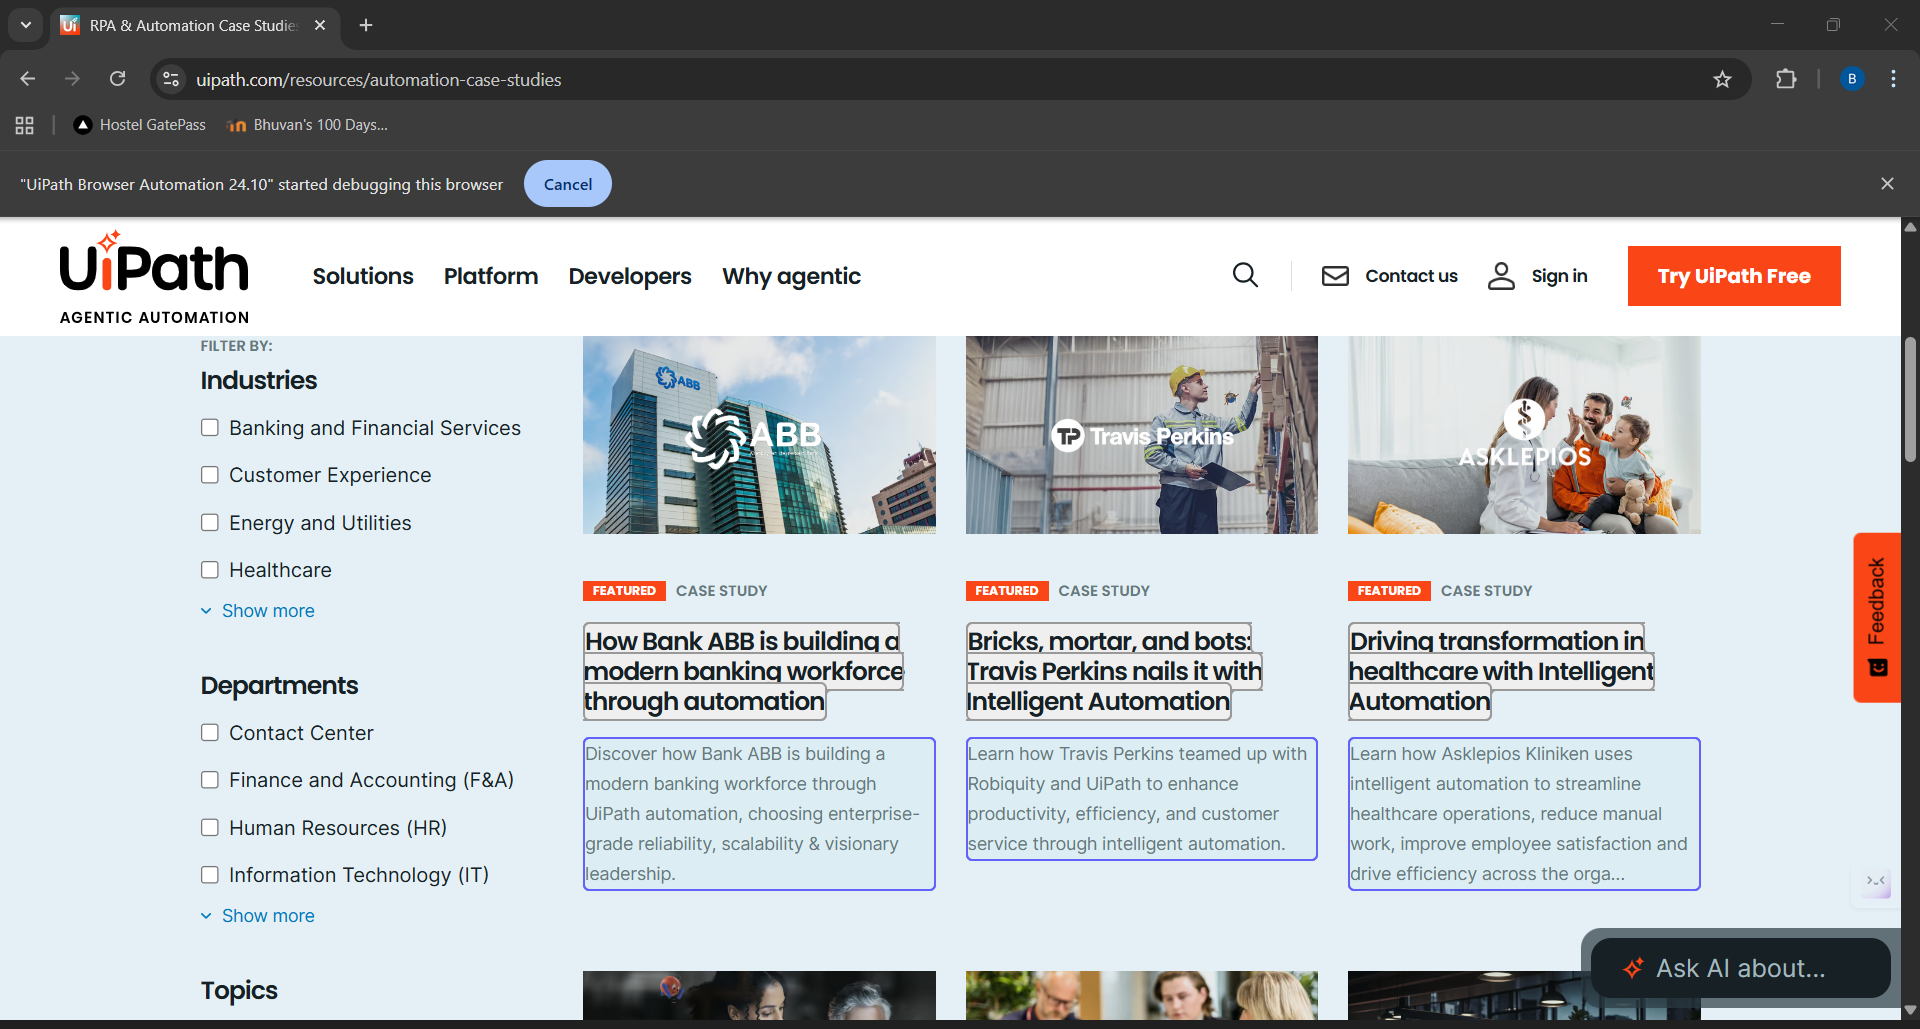 RPA & Automation Case Studies
uipath.com/resources/automation-case-studies
B
Hostel GatePass
Bhuvan's 100 Days...
"UiPath Browser Automation 24.10" started debugging this browser
Cancel
UiPath
AGENTIC AUTOMATION
Solutions
Platform
Developers
Why agentic
Contact us
Sign in
Try UiPath Free
FILTER BY:
Industries
Banking and Financial Services
Customer Experience
Energy and Utilities
Healthcare
Show more
Departments
Contact Center
Finance and Accounting (F&A)
Human Resources (HR)
Information Technology (IT)
Show more
Topics
ABB
ABB
FEATURED CASE STUDY
How Bank ABB is building a
modern banking workforce
through automation
Discover how Bank ABB is building a
modern banking workforce through
UiPath automation, choosing enterprise-
grade reliability, scalability & visionary
leadership.
TP Travis Perkins
FEATURED CASE STUDY
Bricks, mortar, and bots:
Travis Perkins nails it with
Intelligent Automation
Learn how Travis Perkins teamed up with
Robiquity and UiPath to enhance
productivity, efficiency, and customer
service through intelligent automation.
ASKLEPIOS
FEATURED CASE STUDY
Driving transformation in
healthcare with Intelligent
Automation
Learn how Asklepios Kliniken uses
intelligent automation to streamline
healthcare operations, reduce manual
work, improve employee satisfaction and
drive efficiency across the orga...
Feedback
Ask AI about...